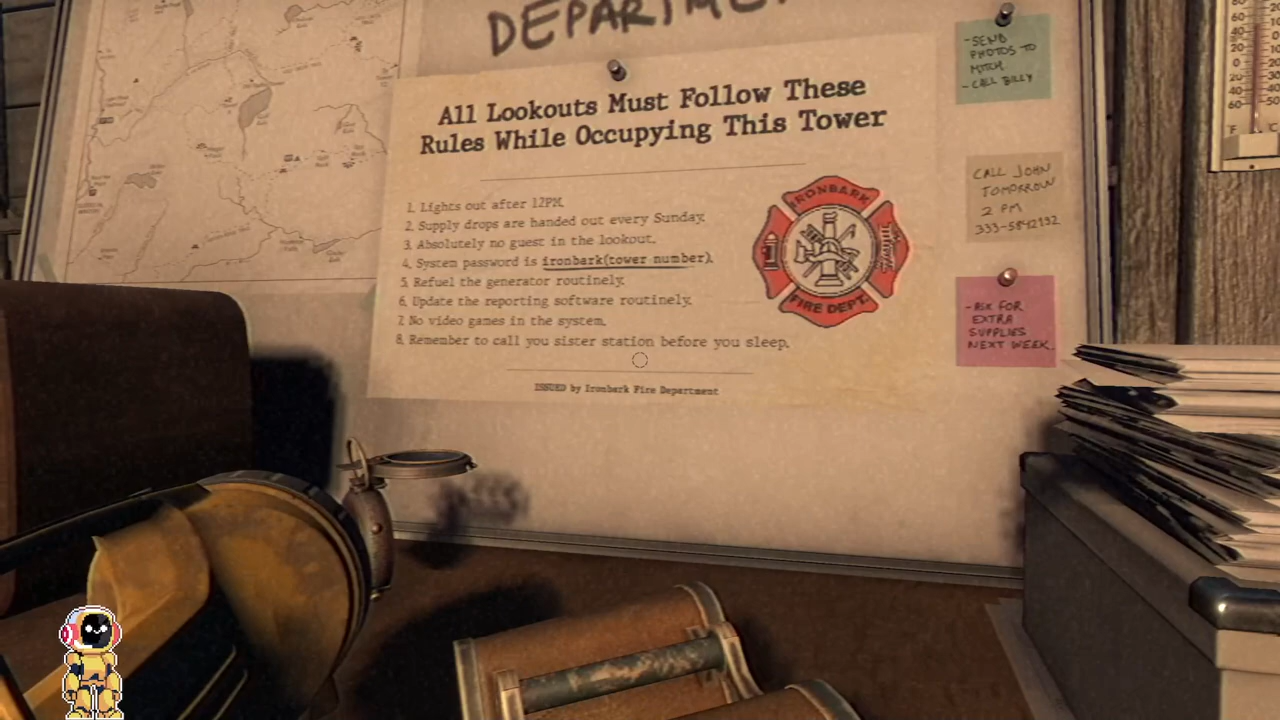 DEPARTMENT
All Lookouts Must Follow These
Rules While Occupying This Tower
1. Lights out after 12PM.
2. Supply drops are handed out every Sunday.
3. Absolutely no guest in the lookout.
4. System password is ironbark(tower number).
5. Refuel the generator routinely.
6. Update the reporting software routinely.
7. No video games in the system.
8. Remember to call you sister station before you sleep.
ISSUED by Ironbark Fire Department
IRONBARK
FIRE DEPT.
-SEND
PHOTOS TO
MITCH
-CALL BILLY
CALL JOHN
TOMORROW
2 PM
333-5842192
-ASK FOR
EXTRA
SUPPLIES
NEXT WEEK.